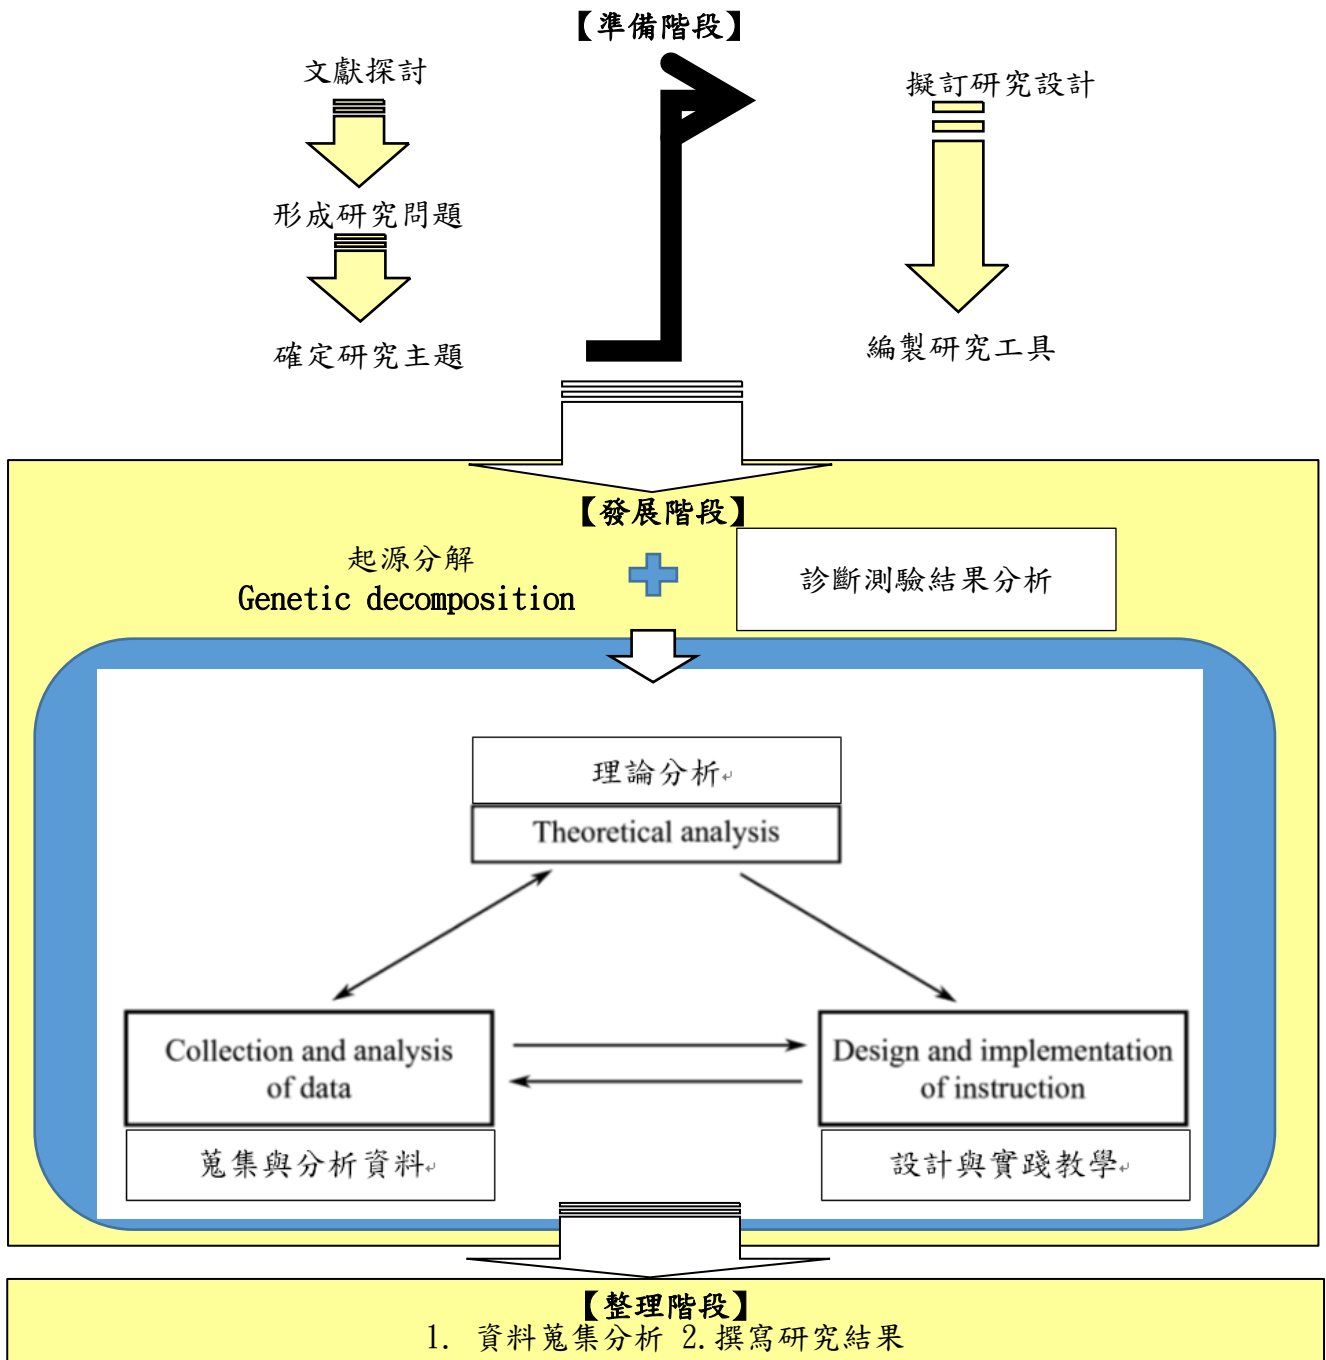 【準備階段】
文獻探討
形成研究問題
確定研究主題
擬訂研究設計
編製研究工具
【發展階段】
起源分解
Genetic decomposition
診斷測驗結果分析
理論分析↵
Theoretical analysis
Collection and analysis
of data
蒐集與分析資料↵
Design and implementation
of instruction
設計與實踐教學↵
【整理階段】
1. 資料蒐集分析 2.撰寫研究結果